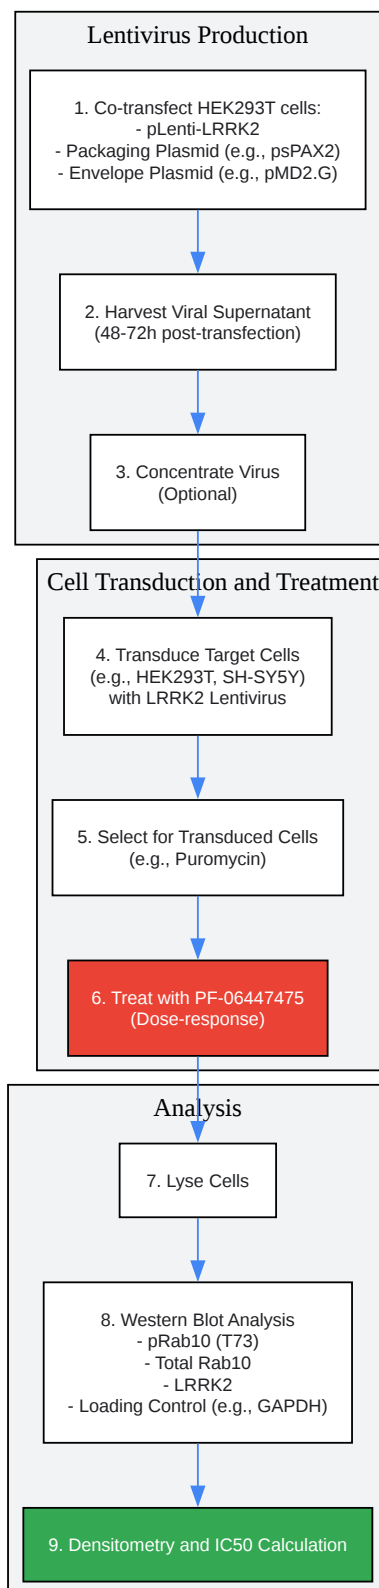 Lentivirus Production
1. Co-transfect HEK293T cells:
- pLenti-LRRK2
- Packaging Plasmid (e.g., psPAX2)
- Envelope Plasmid (e.g., pMD2.G)
2. Harvest Viral Supernatant
(48-72h post-transfection)
3. Concentrate Virus
(Optional)
Cell Transduction and Treatment
4. Transduce Target Cells
(e.g., HEK293T, SH-SY5Y)
with LRRK2 Lentivirus
5. Select for Transduced Cells
(e.g., Puromycin)
6. Treat with PF-06447475
(Dose-response)
Analysis
7. Lyse Cells
8. Western Blot Analysis
- pRab10 (T73)
- Total Rab10
- LRRK2
- Loading Control (e.g., GAPDH)
9. Densitometry and IC50 Calculation